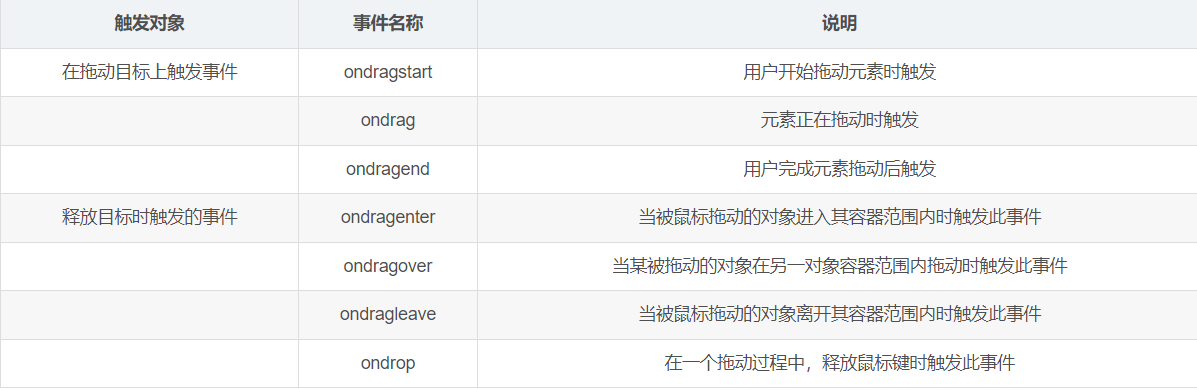 触发对象 事件名称 说明
在拖动目标上触发事件 ondragstart 用户开始拖动元素时触发
ondrag 元素正在拖动时触发
ondragend 用户完成元素拖动后触发
释放目标时触发的事件 ondragenter 当被鼠标拖动的对象进入其容器范围内时触发此事件
ondragover 当某被拖动的对象在另一对象容器范围内拖动时触发此事件
ondragleave 当被鼠标拖动的对象离开其容器范围内时触发此事件
ondrop 在一个拖动过程中，释放鼠标键时触发此事件